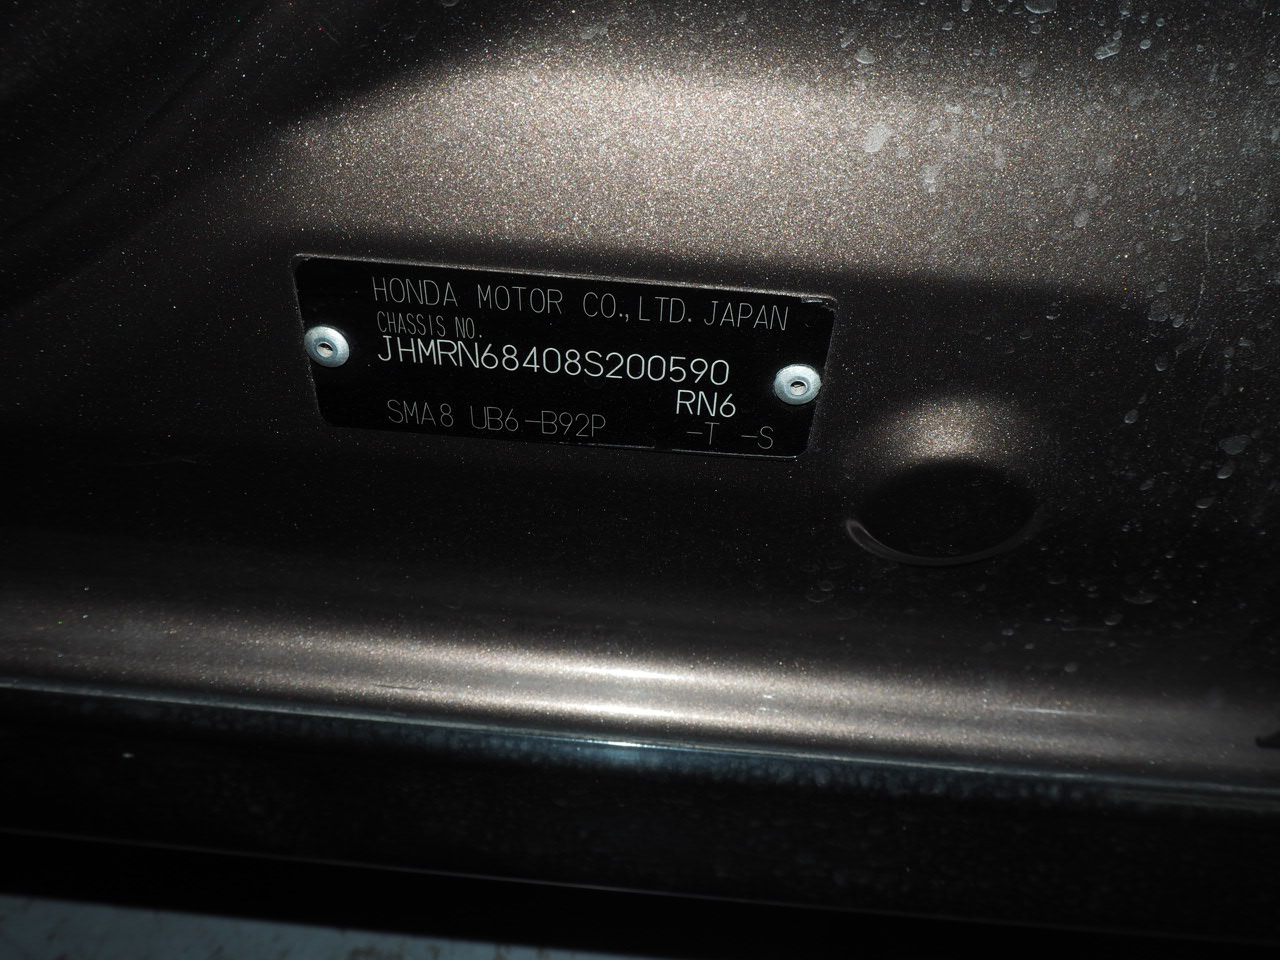 HONDA MOTOR CO.,LTD. JAPAN
CHASSIS NO.
JHMRN68408S200590
RN6
SMA8 UB6-B92P -T -S